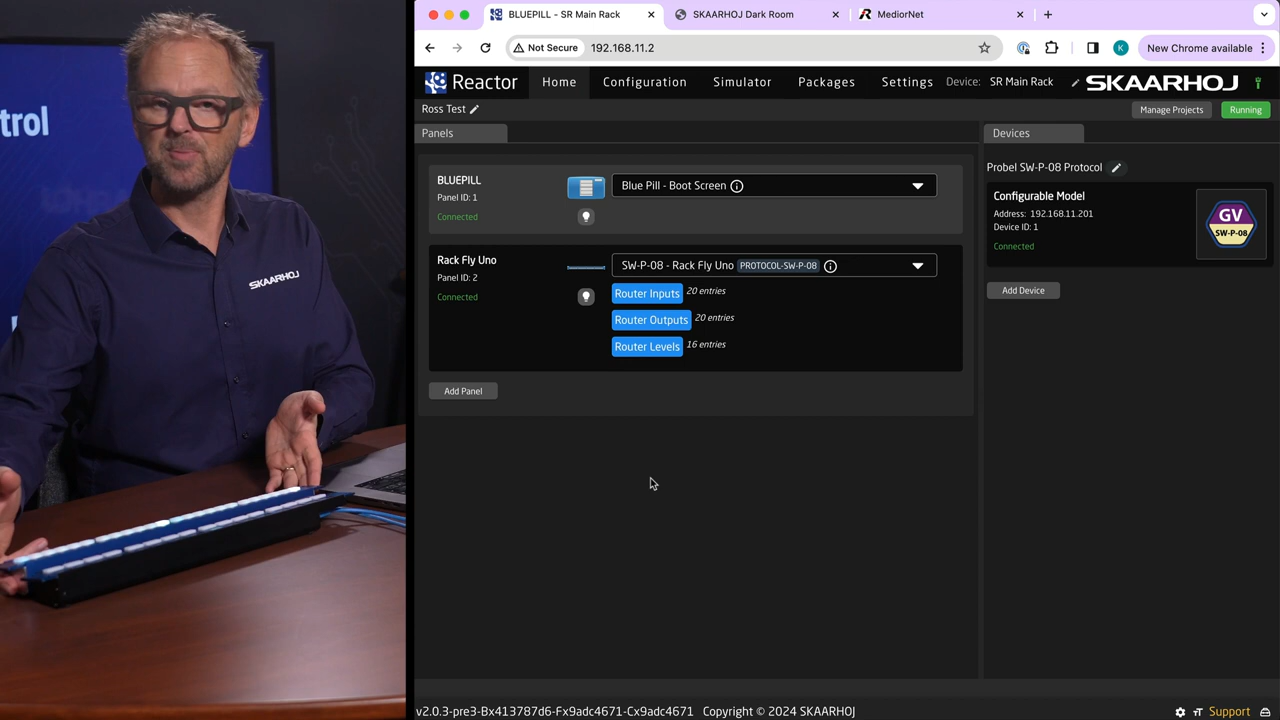 trol
SKAARHOJ
BLUEPILL - SR Main Rack
SKAARHOJ Dark Room
MediorNet
Not Secure
192.168.11.2
K
New Chrome available
Reactor
Home
Configuration
Simulator
Packages
Settings
Device:
SR Main Rack
SKAARHOJ
Ross Test
Manage Projects
Running
Panels
BLUEPILL
Panel ID: 1
Connected
Blue Pill - Boot Screen
Rack Fly Uno
Panel ID: 2
Connected
SW-P-08 - Rack Fly Uno PROTOCOL-SW-P-08
Router Inputs 20 entries
Router Outputs 20 entries
Router Levels 16 entries
Add Panel
Devices
Probel SW-P-08 Protocol
Configurable Model
Address: 192.168.11.201
Device ID: 1
Connected
GV
SW-P-08
Add Device
v2.0.3-pre3-Bx413787d6-Fx9adc4671-Cx9adc4671 Copyright © 2024 SKAARHOJ
Support